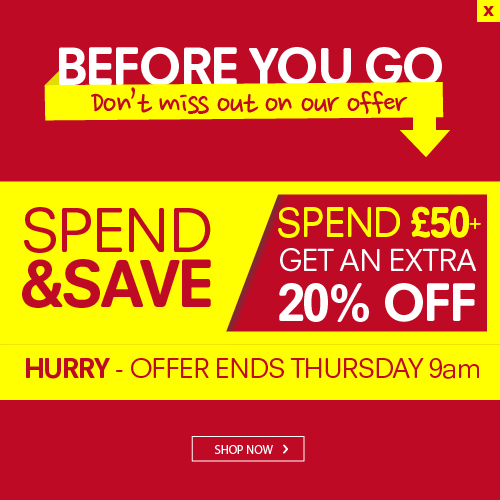 x
BEFORE YOU GO
Don't miss out on our offer
SPEND
&SAVE
SPEND £50+
GET AN EXTRA
20% OFF
HURRY - OFFER ENDS THURSDAY 9am
SHOP NOW >